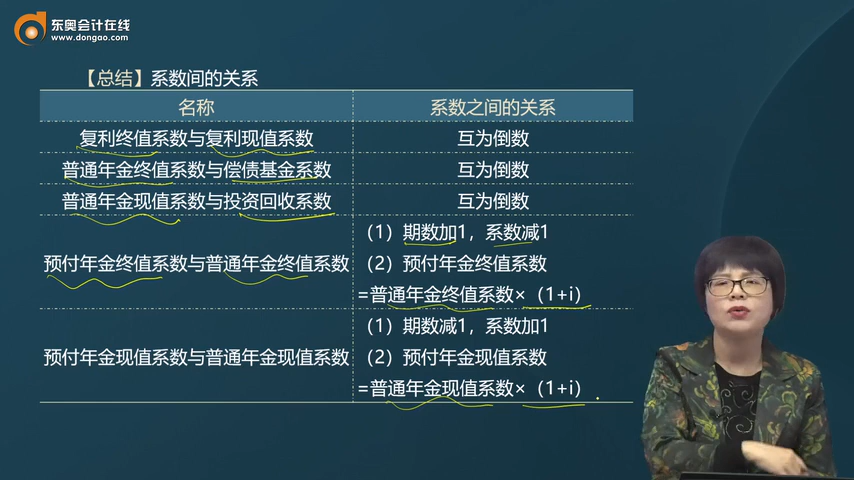 东奥会计在线
www.dongao.com
【总结】系数间的关系
名称 系数之间的关系
复利终值系数与复利现值系数 互为倒数
普通年金终值系数与偿债基金系数 互为倒数
普通年金现值系数与投资回收系数 互为倒数
预付年金终值系数与普通年金终值系数
（1）期数加1，系数减1
（2）预付年金终值系数
=普通年金终值系数×（1+i）
预付年金现值系数与普通年金现值系数
（1）期数减1，系数加1
（2）预付年金现值系数
=普通年金现值系数×（1+i）